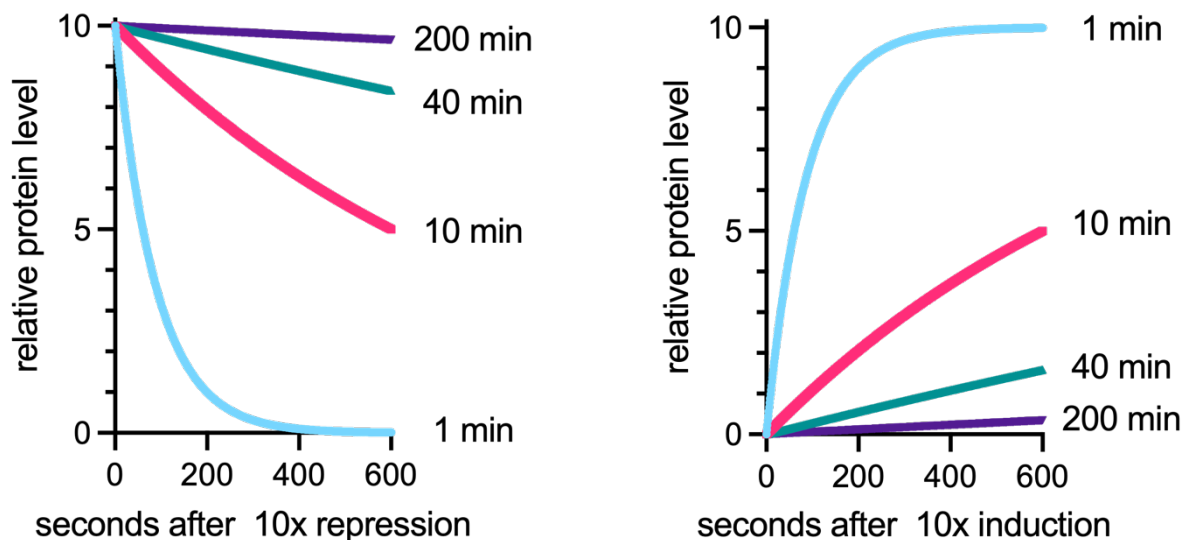 relative protein level
10
5
0
200 min
40 min
10 min
1 min
0 200 400 600
seconds after 10x repression
relative protein level
10
5
0
1 min
10 min
40 min
200 min
0 200 400 600
seconds after 10x induction